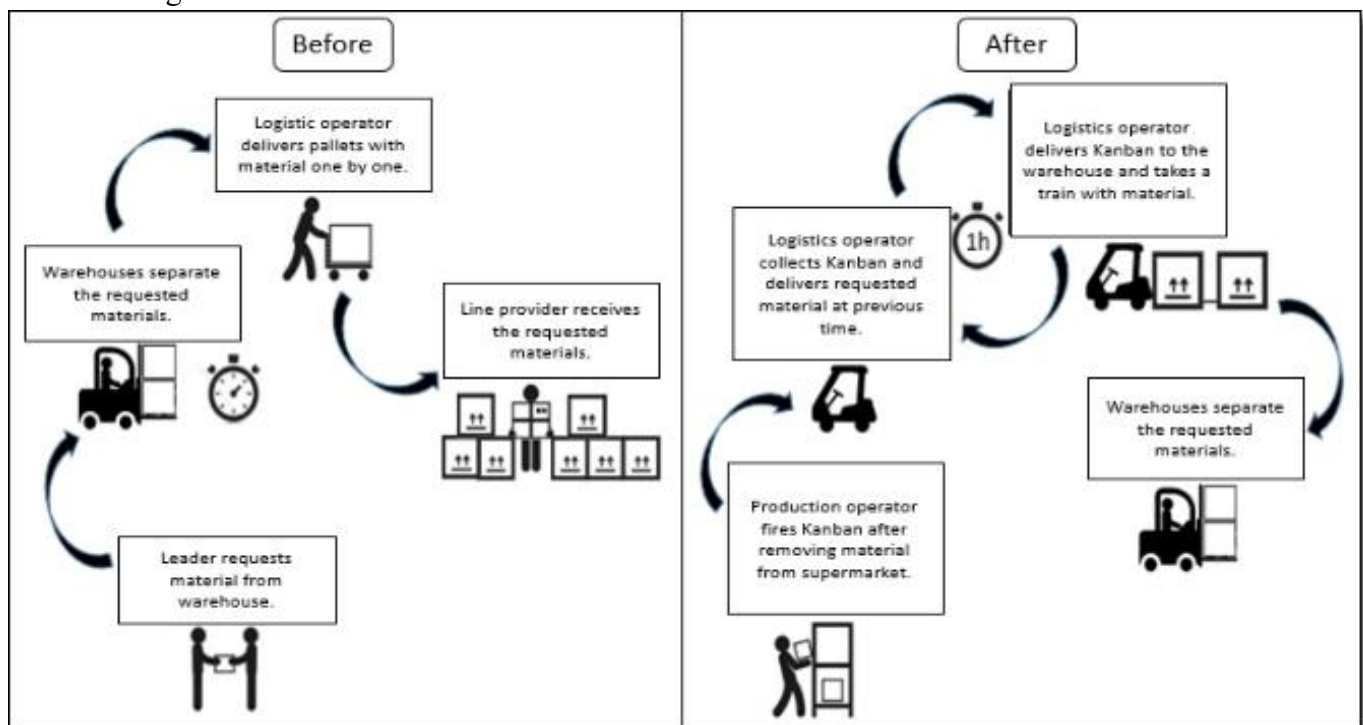 Before
Logistic operator
delivers pallets with
material one by one.
Warehouses separate
the requested
materials.
Line provider receives
the requested
materials.
Leader requests
material from
warehouse.
After
Logistics operator
delivers Kanban to the
warehouse and takes a
train with material.
1h
Logistics operator
collects Kanban and
delivers requested
material at previous
time.
Warehouses separate
the requested
materials.
Production operator
fires Kanban after
removing material
from supermarket.